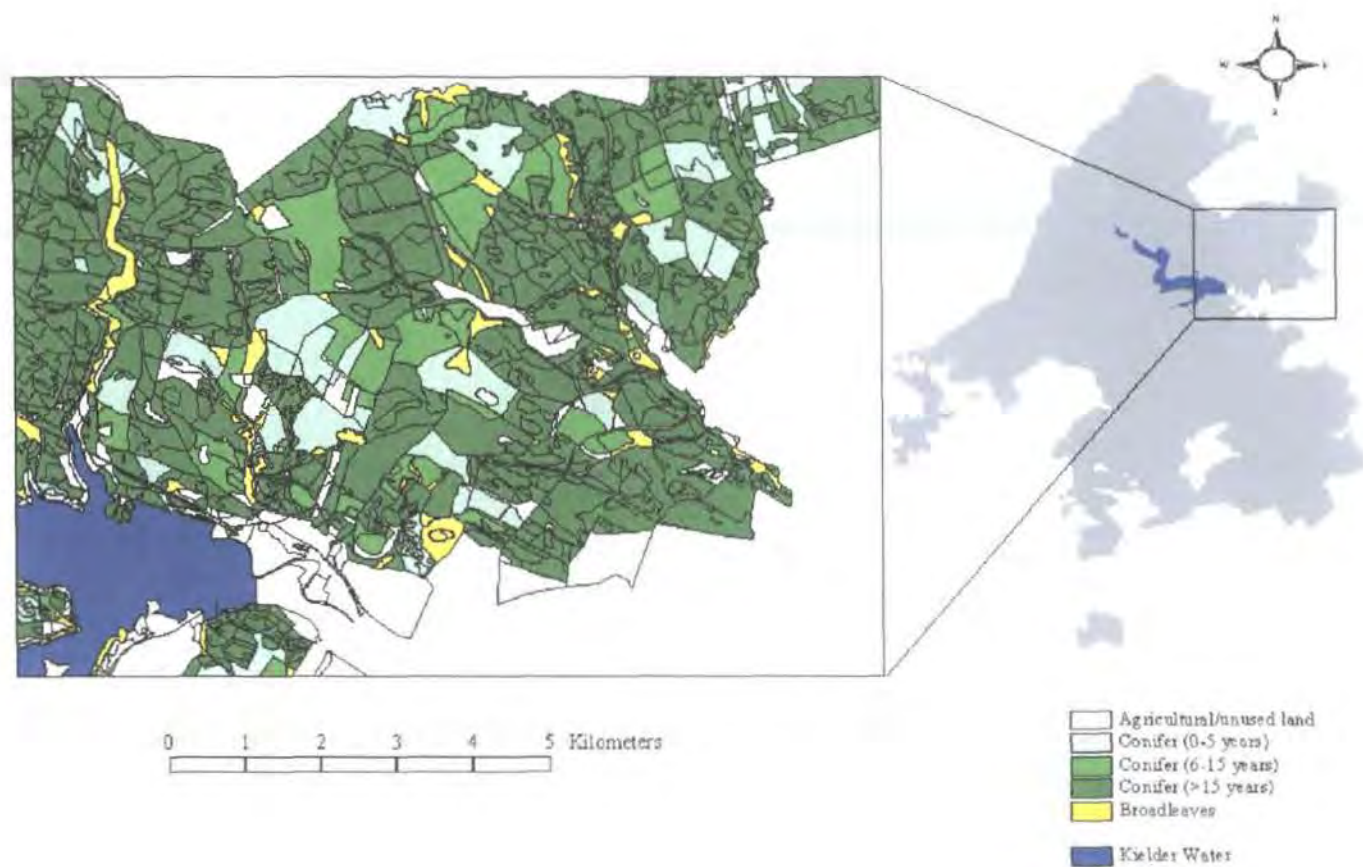 N
W
0 1 2 3 4 5 Kilometers
Agricultural/unused land
Conifer (0-5 years)
Conifer (6-15 years)
Conifer (>15 years)
Broadleaves
Kielder Water